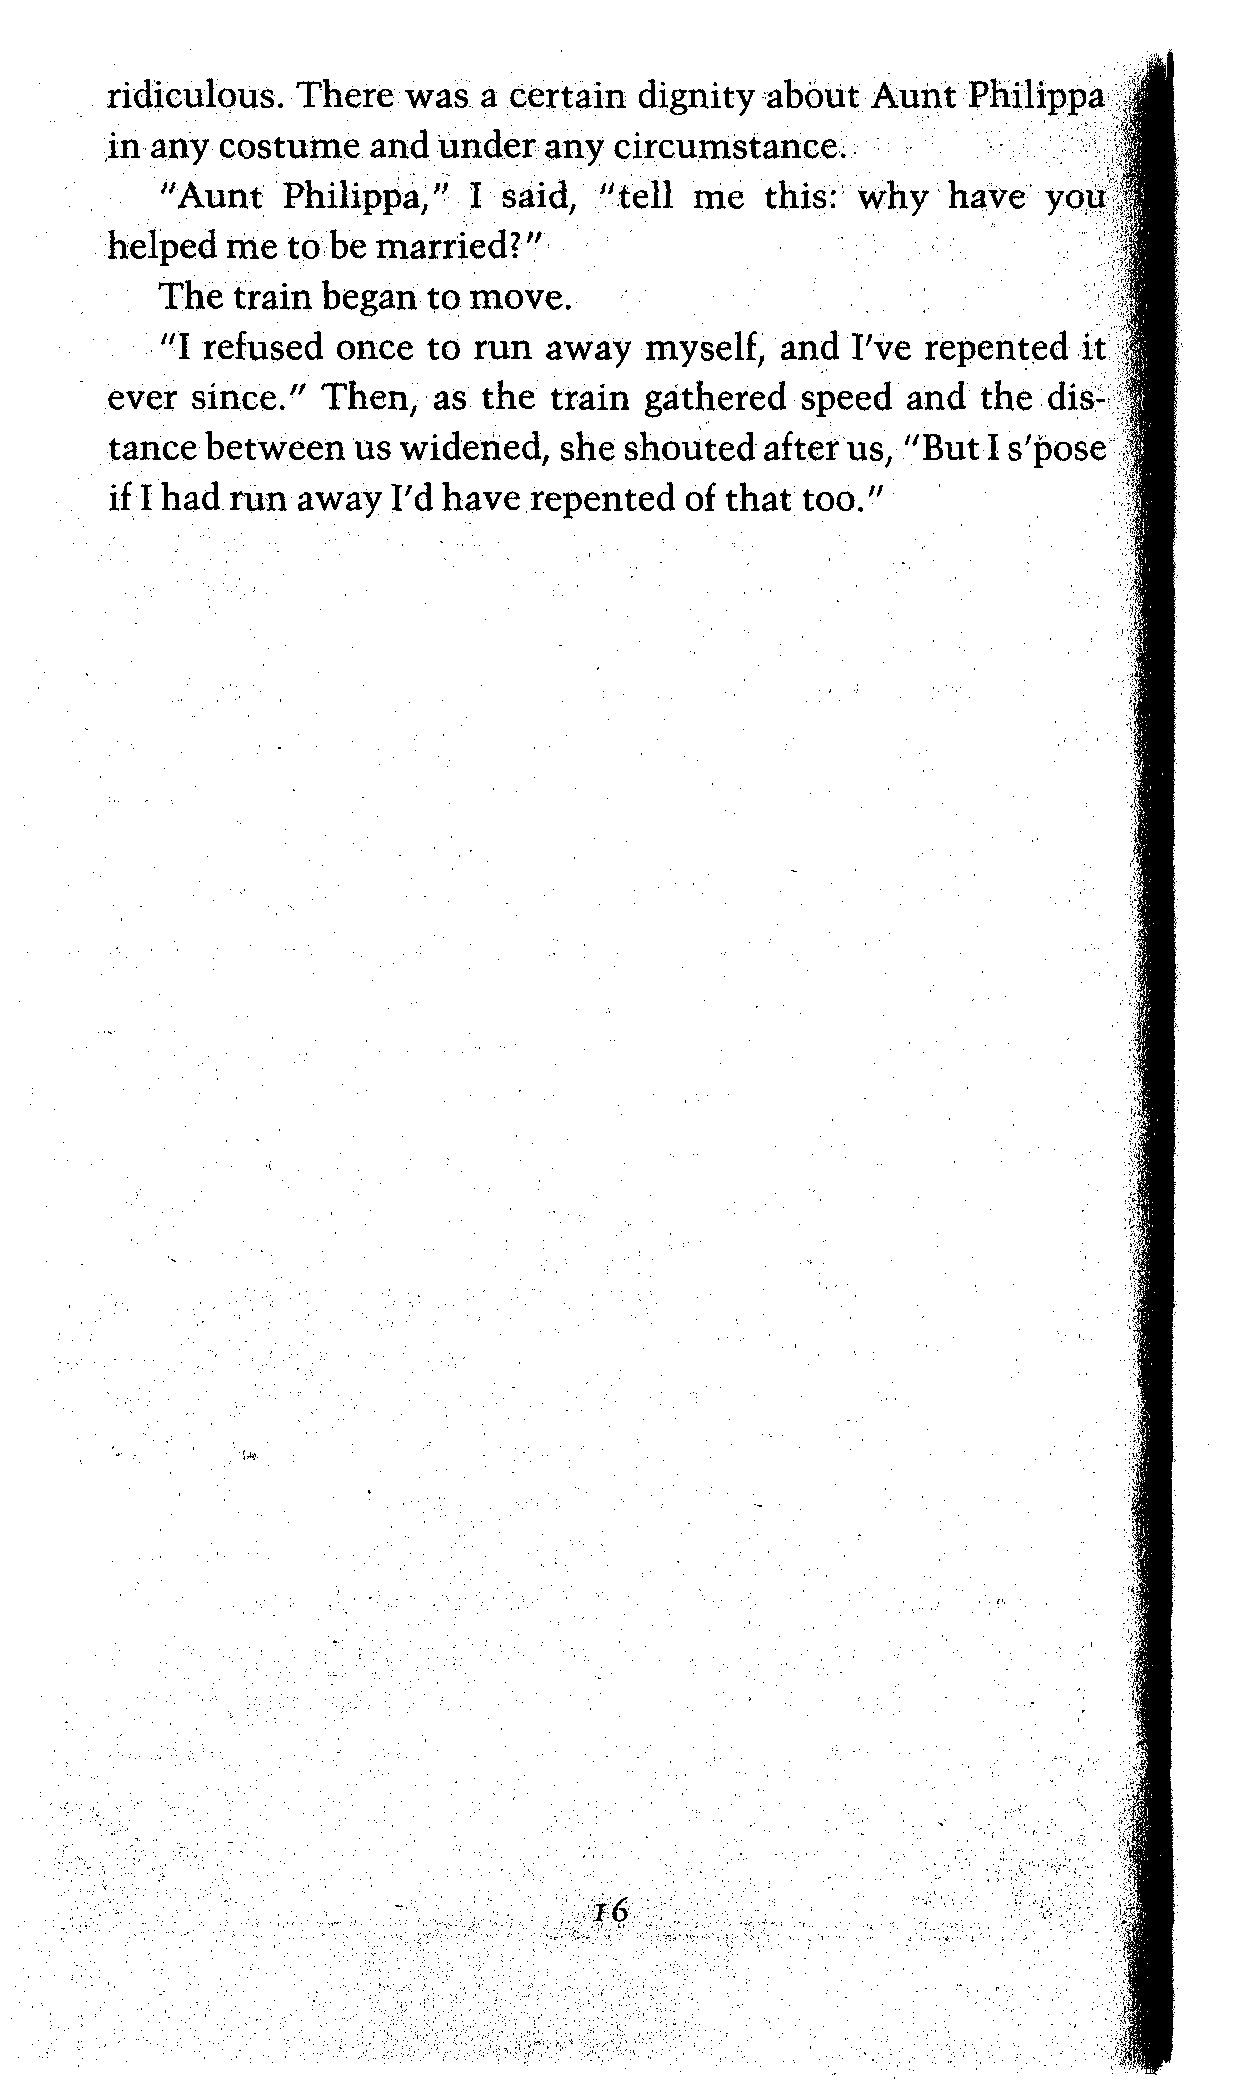 ridiculous. There was a certain dignity about Aunt Philippa
in any costume and under any circumstance.
"Aunt Philippa," I said, "tell me this: why have you
helped me to be married?"
The train began to move.
"I refused once to run away myself, and I've repented it
ever since." Then, as the train gathered speed and the dis-
tance between us widened, she shouted after us, "But I s'pose
if I had run away I'd have repented of that too."
16